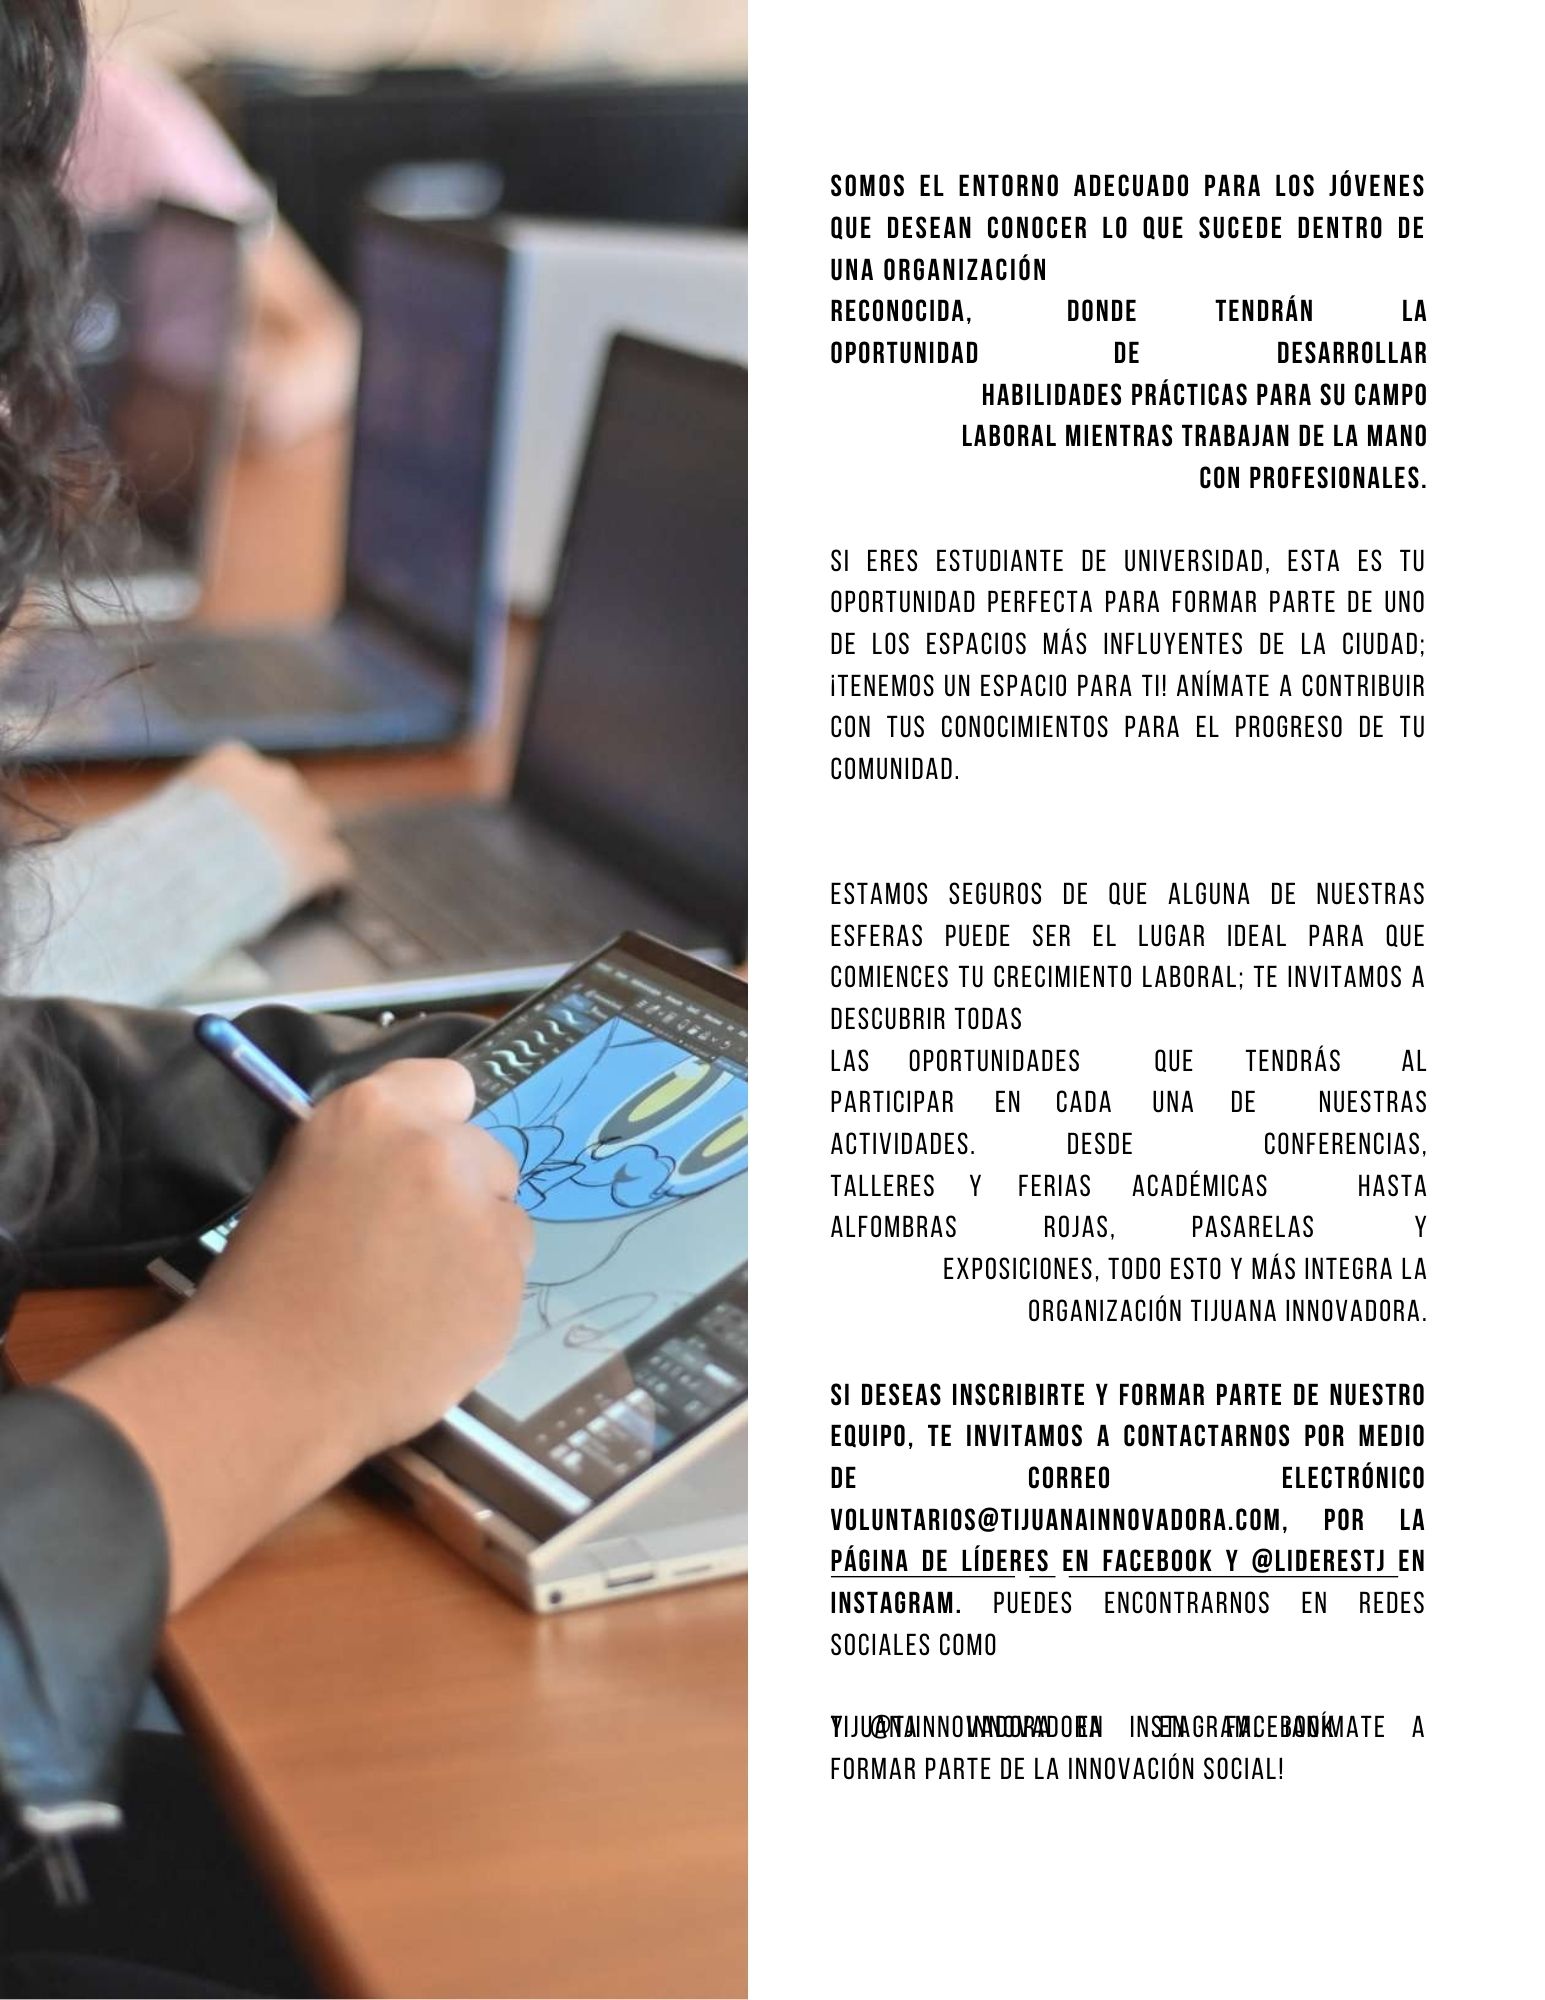 SOMOS EL ENTORNO ADECUADO PARA LOS JÓVENES
QUE DESEAN CONOCER LO QUE SUCEDE DENTRO DE
UNA ORGANIZACIÓN
RECONOCIDA, DONDE TENDRÁN LA
OPORTUNIDAD DE DESARROLLAR
HABILIDADES PRÁCTICAS PARA SU CAMPO
LABORAL MIENTRAS TRABAJAN DE LA MANO
CON PROFESIONALES.
SI ERES ESTUDIANTE DE UNIVERSIDAD, ESTA ES TU
OPORTUNIDAD PERFECTA PARA FORMAR PARTE DE UNO
DE LOS ESPACIOS MÁS INFLUYENTES DE LA CIUDAD;
¡TENEMOS UN ESPACIO PARA TI! ANÍMATE A CONTRIBUIR
CON TUS CONOCIMIENTOS PARA EL PROGRESO DE TU
COMUNIDAD.
ESTAMOS SEGUROS DE QUE ALGUNA DE NUESTRAS
ESFERAS PUEDE SER EL LUGAR IDEAL PARA QUE
COMIENCES TU CRECIMIENTO LABORAL; TE INVITAMOS A
DESCUBRIR TODAS
LAS OPORTUNIDADES QUE TENDRÁS AL
PARTICIPAR EN CADA UNA DE NUESTRAS
ACTIVIDADES. DESDE CONFERENCIAS,
TALLERES Y FERIAS ACADÉMICAS HASTA
ALFOMBRAS ROJAS, PASARELAS Y
EXPOSICIONES, TODO ESTO Y MÁS INTEGRA LA
ORGANIZACIÓN TIJUANA INNOVADORA.
SI DESEAS INSCRIBIRTE Y FORMAR PARTE DE NUESTRO
EQUIPO, TE INVITAMOS A CONTACTARNOS POR MEDIO
DE CORREO ELECTRÓNICO
VOLUNTARIOS@TIJUANAINNOVADORA.COM, POR LA
PÁGINA DE LÍDERES EN FACEBOOK Y @LIDERESTJ EN
INSTAGRAM. PUEDES ENCONTRARNOS EN REDES
SOCIALES COMO
A
FORMAR PARTE DE LA INNOVACIÓN SOCIAL!